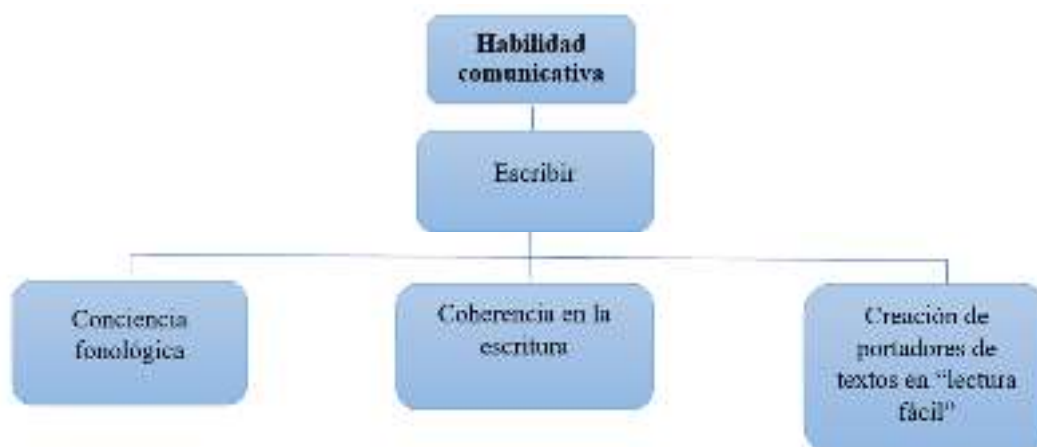 Habilidad
comunicativa
Escribir
Conciencia
fonológica
Coherencia en la
escritura
Creación de
portadores de
textos en “lectura
fácil”